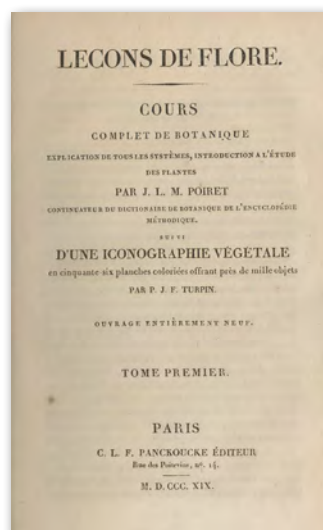 LECONS DE FLORE.
COURS
COMPLET DE BOTANIQUE
EXPLICATION DE TOUS LES SYSTÈMES, INTRODUCTION A L'ÉTUDE
DES PLANTES
PAR J. L. M. POIRET
CONTINUATEUR DU DICTIONAIRE DE BOTANIQUE DE L'ENCYCLOPÉDIE
MÉTHODIQUE.
SUIVI
D'UNE ICONOGRAPHIE VÉGÉTALE
en cinquante six planches coloriées offrant près de mille objets
PAR P. J. F. TURPIN.
OUVRAGE ENTIÈREMENT NEUF.
TOME PREMIER.
PARIS
C. L. F. PANCKOUCKE ÉDITEUR
Rue des Poitevins, nº. 14.
M. D. CCC. XIX.